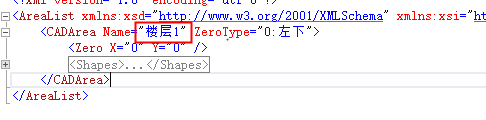 <?xml version="1.0" encoding="utf-8"?>
<AreaList xmlns:xsd="http://www.w3.org/2001/XMLSchema" xmlns:xsi="ht
<CADArea Name="楼层1" ZeroType="0:左下">
<Zero X="0" Y="0" />
<Shapes>...</Shapes>
</CADArea>
</AreaList>